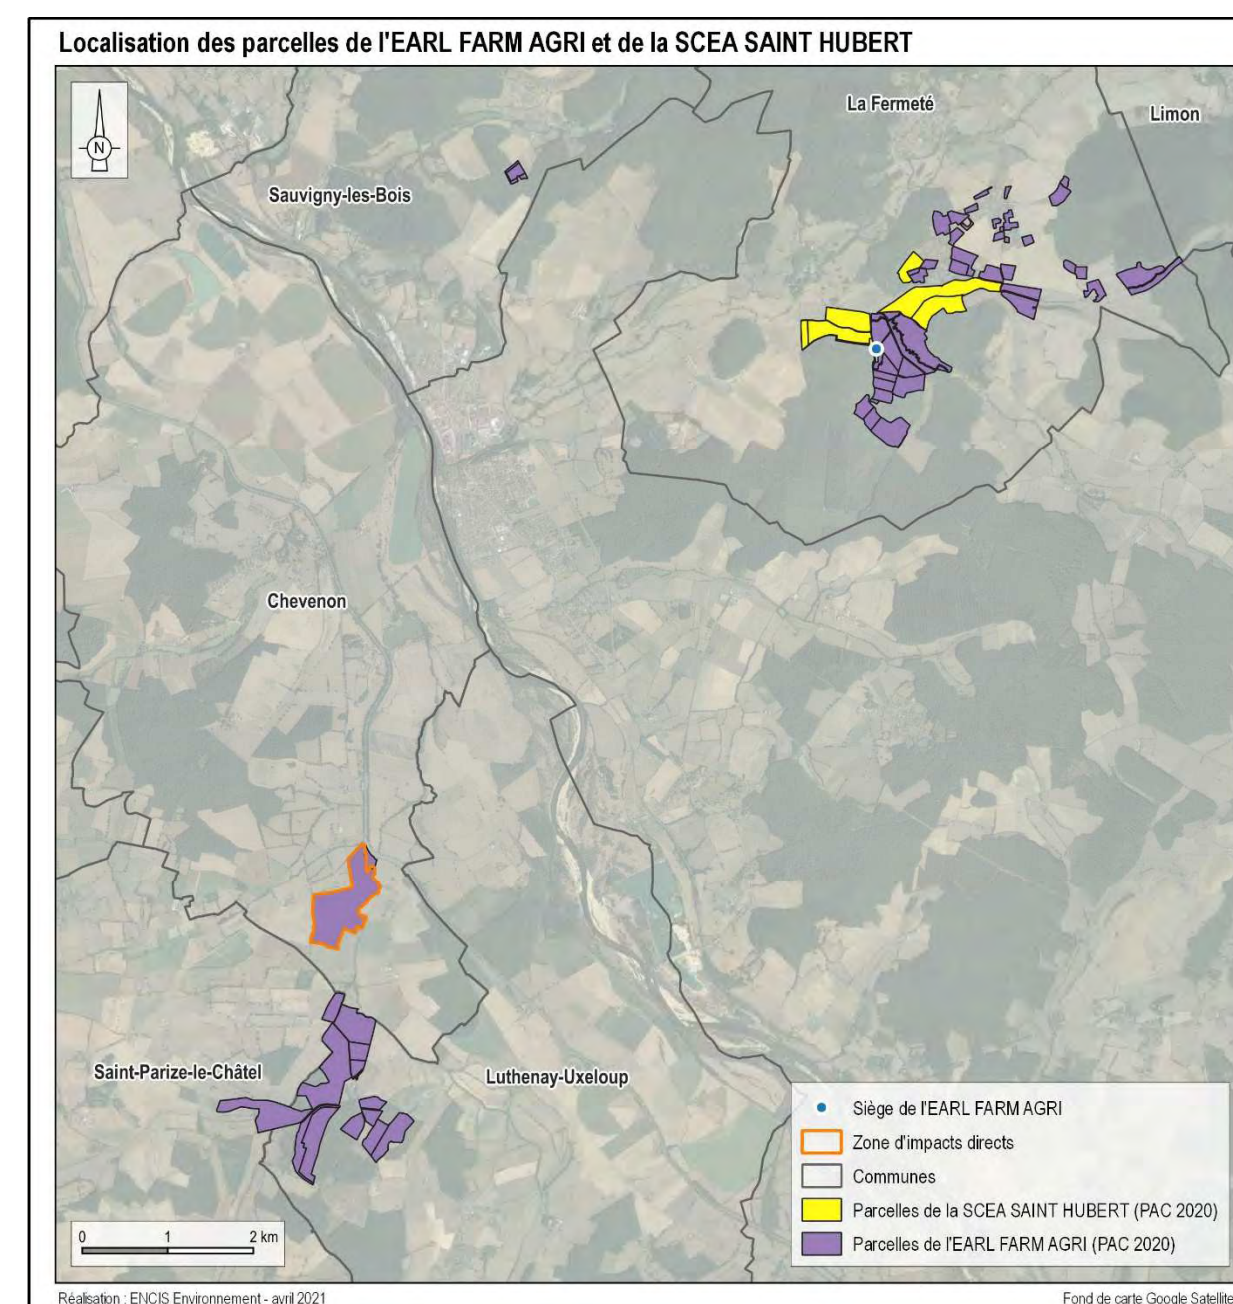 Localisation des parcelles de l'EARL FARM AGRI et de la SCEA SAINT HUBERT
N
La Fermeté
Limon
Sauvigny-les-Bois
Chevenon
Saint-Parize-le-Châtel
Luthenay-Uxeloup
Siège de l'EARL FARM AGRI
Zone d'impacts directs
Communes
Parcelles de la SCEA SAINT HUBERT (PAC 2020)
Parcelles de l'EARL FARM AGRI (PAC 2020)
0 1 2 km
Réalisation : ENCIS Environnement - avril 2021
Fond de carte Google Satellite